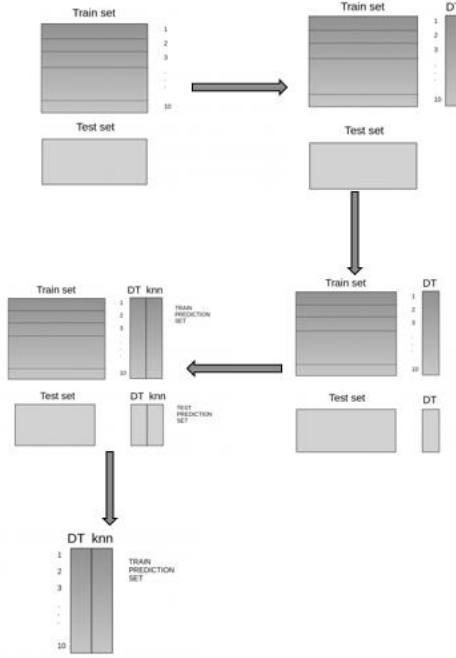 Train set
1
2
3
.
.
.
10
Test set
Train set
DT
1
2
3
.
.
.
10
Test set
Train set
DT
1
2
3
.
.
.
10
Test set
DT
Train set
DT knn
1
2
3
.
.
.
10
TRAIN
PREDICTION
SET
Test set
DT knn
TEST
PREDICTION
SET
DT knn
1
2
3
.
.
.
10
TRAIN
PREDICTION
SET